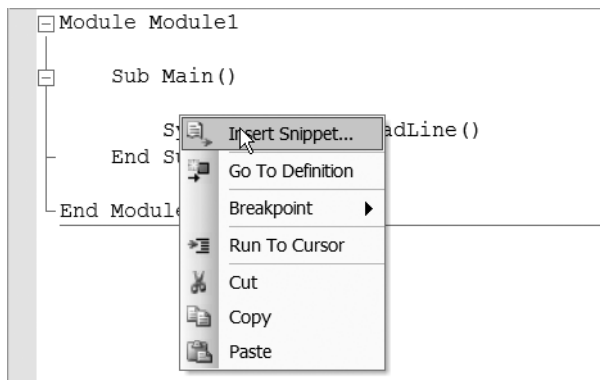 Module Module1
Sub Main()
Sy
adLine()
Insert Snippet...
End Su
Go To Definition
End Module
Breakpoint
Run To Cursor
Cut
Copy
Paste